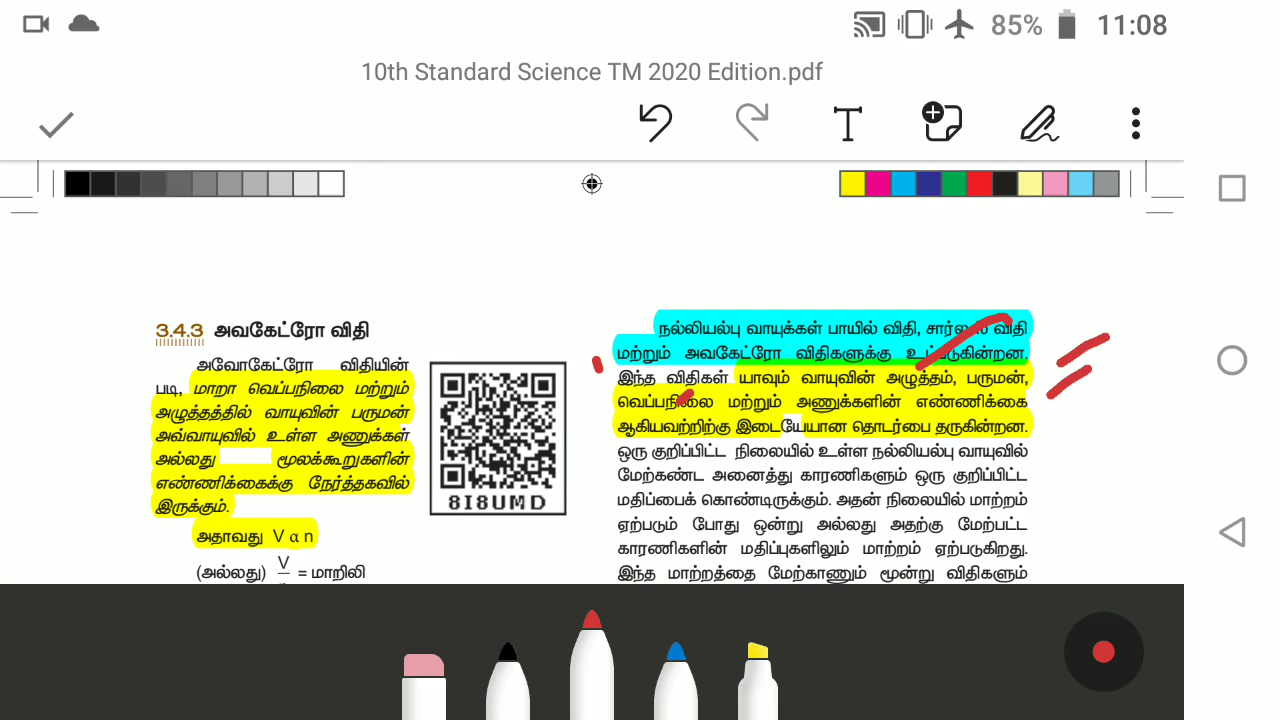 85% 11:08
10th Standard Science TM 2020 Edition.pdf
3.4.3 அவகேட்ரோ விதி
அவோகேட்ரோ விதியின்
படி, மாறா வெப்பநிலை மற்றும்
அழுத்தத்தில் வாயுவின் பருமன்
அவ்வாயுவில் உள்ள அணுக்கள்
அல்லது மூலக்கூறுகளின்
எண்ணிக்கைக்கு நேர்த்தகவில்
இருக்கும்.
அதாவது V α n
(அல்லது) V = மாறிலி
8I8UMD
நல்லியல்பு வாயுக்கள் பாயில் விதி, சார்லஸ் விதி
மற்றும் அவகேட்ரோ விதிகளுக்கு உட்படுகின்றன.
இந்த விதிகள் யாவும் வாயுவின் அழுத்தம், பருமன்,
வெப்பநிலை மற்றும் அணுக்களின் எண்ணிக்கை
ஆகியவற்றிற்கு இடையேயான தொடர்பை தருகின்றன.
ஒரு குறிப்பிட்ட நிலையில் உள்ள நல்லியல்பு வாயுவில்
மேற்கண்ட அனைத்து காரணிகளும் ஒரு குறிப்பிட்ட
மதிப்பைக் கொண்டிருக்கும். அதன் நிலையில் மாற்றம்
ஏற்படும் போது ஒன்று அல்லது அதற்கு மேற்பட்ட
காரணிகளின் மதிப்புகளிலும் மாற்றம் ஏற்படுகிறது.
இந்த மாற்றத்தை மேற்காணும் மூன்று விதிகளும்